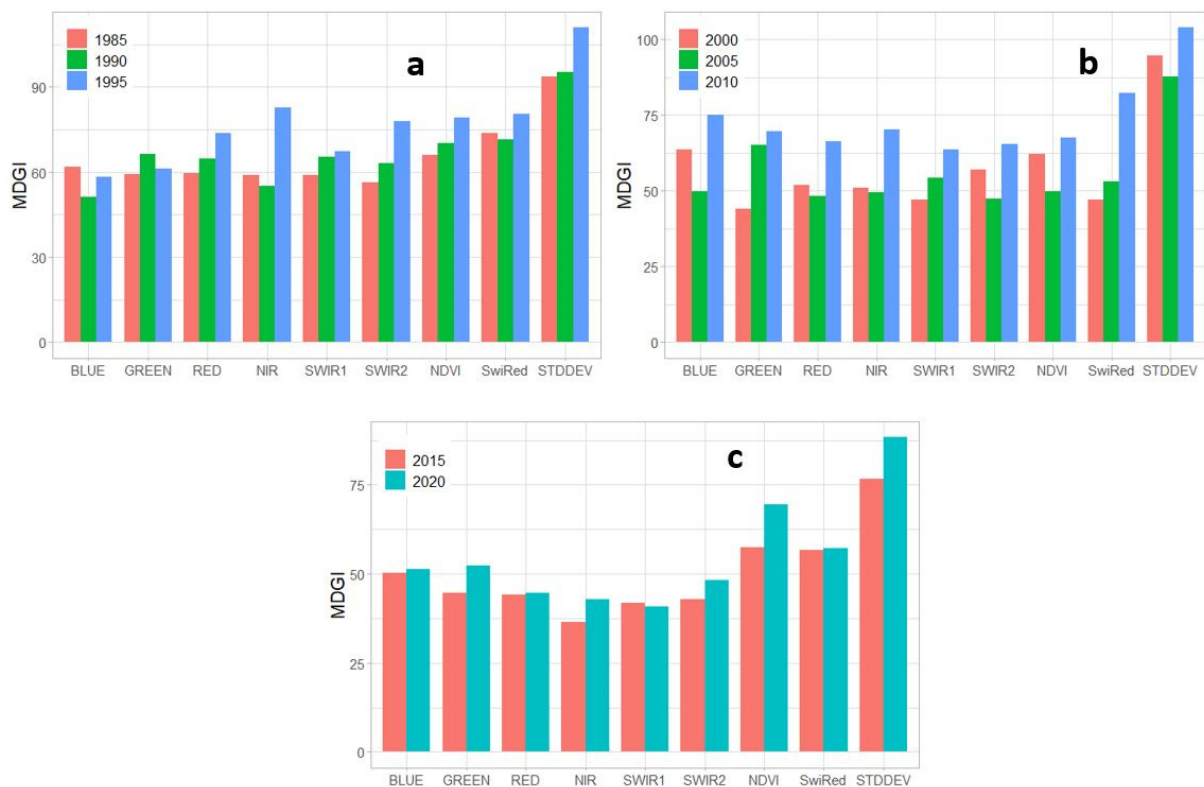 1985
1990
1995
a
MDGI
90
60
30
0
BLUE GREEN RED NIR SWIR1 SWIR2 NDVI SwiRed STDDEV
2000
2005
2010
b
MDGI
100
75
50
25
0
BLUE GREEN RED NIR SWIR1 SWIR2 NDVI SwiRed STDDEV
2015
2020
c
MDGI
75
50
25
0
BLUE GREEN RED NIR SWIR1 SWIR2 NDVI SwiRed STDDEV